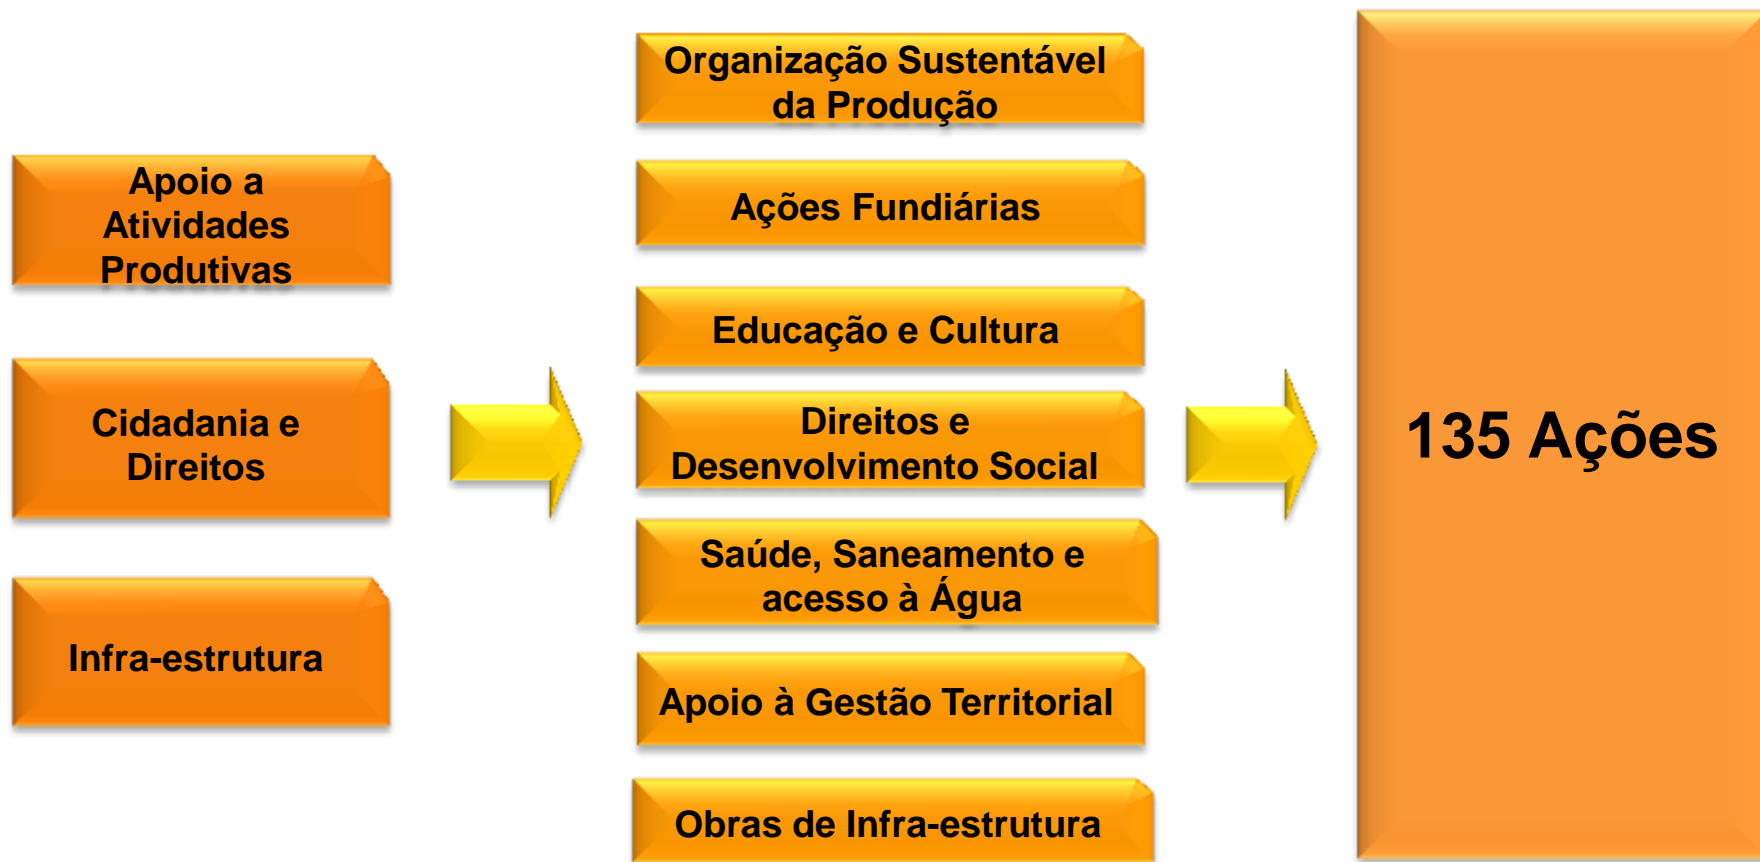 Apoio a
Atividades
Produtivas
Cidadania e
Direitos
Infra-estrutura
Organização Sustentável
da Produção
Ações Fundiárias
Educação e Cultura
Direitos e
Desenvolvimento Social
Saúde, Saneamento e
acesso à Água
Apoio à Gestão Territorial
Obras de Infra-estrutura
135 Ações